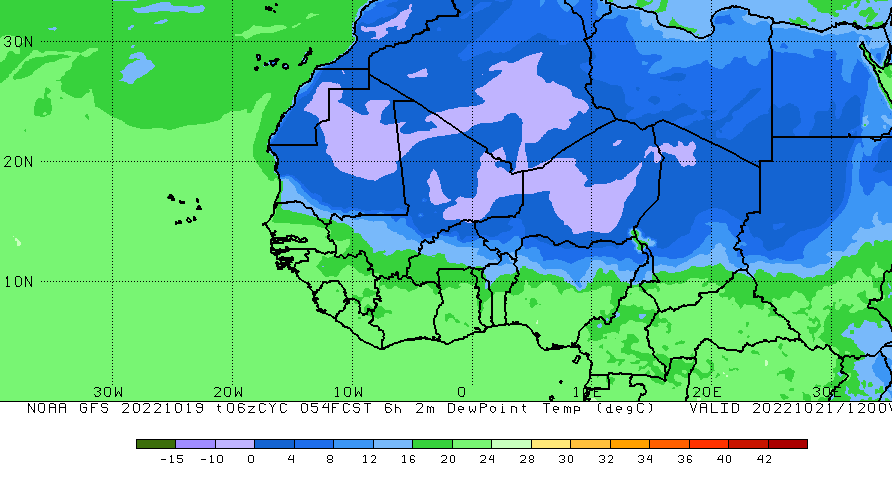 30N
20N
10N
30W 20W 10W 0 10E 20E 30E
NOAA GFS 20221019 t06zCYC 054FCST 6h 2m DewPoint Temp (degC) VALID 20221021/1200V
-15 -10 0 4 8 12 16 20 24 28 30 32 34 36 40 42